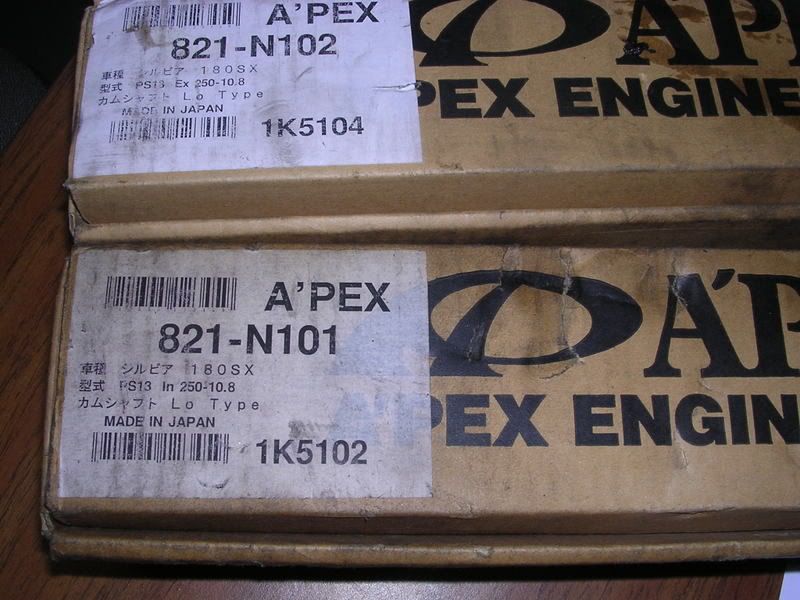 A'PEX
821-N102
車種 シルビア 180SX
型式 PS13 Ex 250-10.8
カムシャフト Lo Type
MADE IN JAPAN
1K5104
A'P
PEX ENGINE
A'PEX
821-N101
車種 シルビア 180SX
型式 PS13 In 250-10.8
カムシャフト Lo Type
MADE IN JAPAN
1K5102
A'P
A'PEX ENGIN